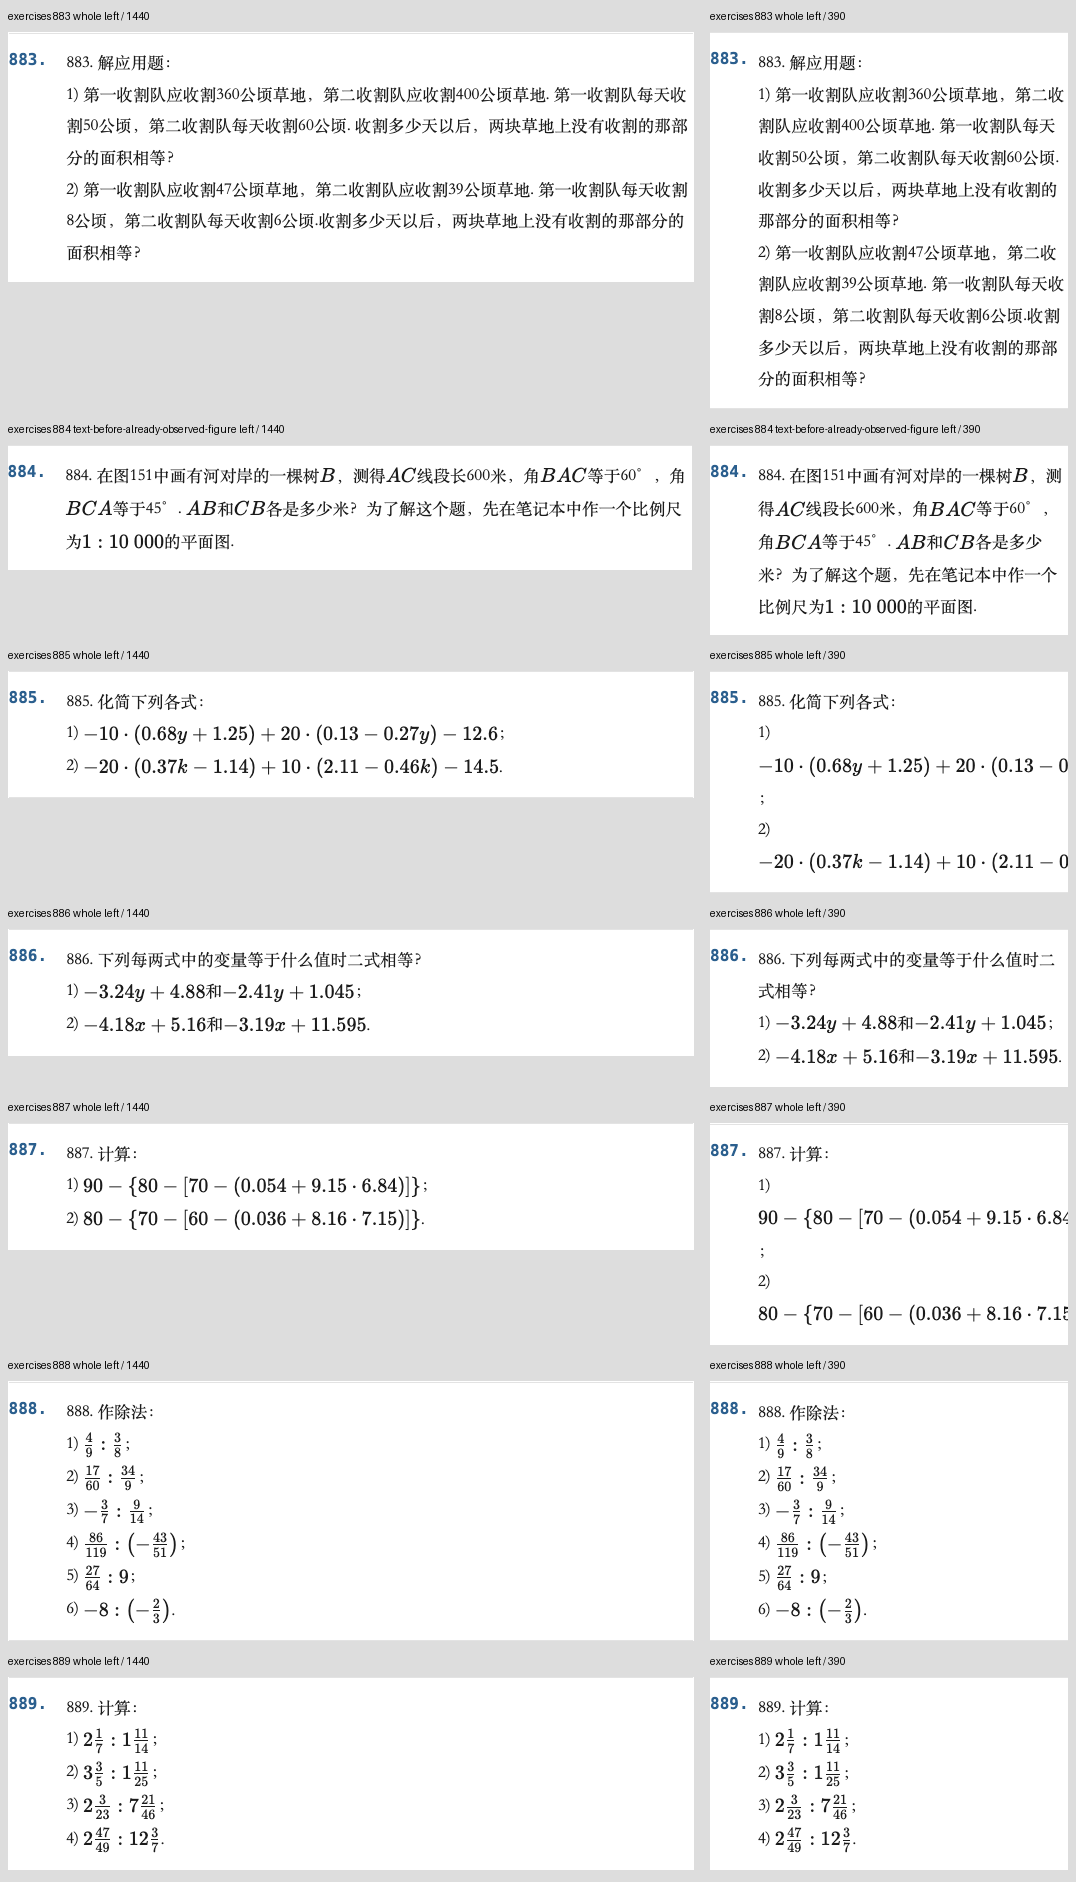 exercises 883 whole left / 1440
883. 883. 解应用题：
1) 第一收割队应收割360公顷草地，第二收割队应收割400公顷草地. 第一收割队每天收
割50公顷，第二收割队每天收割60公顷. 收割多少天以后，两块草地上没有收割的那部
分的面积相等？
2) 第一收割队应收割47公顷草地，第二收割队应收割39公顷草地. 第一收割队每天收割
8公顷，第二收割队每天收割6公顷.收割多少天以后，两块草地上没有收割的那部分的
面积相等？
exercises 883 whole left / 390
883. 883. 解应用题：
1) 第一收割队应收割360公顷草地，第二收
割队应收割400公顷草地. 第一收割队每天
收割50公顷，第二收割队每天收割60公顷.
收割多少天以后，两块草地上没有收割的
那部分的面积相等？
2) 第一收割队应收割47公顷草地，第二收
割队应收割39公顷草地. 第一收割队每天收
割8公顷，第二收割队每天收割6公顷.收割
多少天以后，两块草地上没有收割的那部
分的面积相等？
exercises 884 text-before-already-observed-figure left / 1440
884. 884. 在图151中画有河对岸的一棵树B，测得AC线段长600米，角BAC等于60°，角
BCA等于45°. AB和CB各是多少米？为了解这个题，先在笔记本中作一个比例尺
为1 : 10 000的平面图.
exercises 884 text-before-already-observed-figure left / 390
884. 884. 在图151中画有河对岸的一棵树B，测
得AC线段长600米，角BAC等于60°，
角BCA等于45°. AB和CB各是多少
米？为了解这个题，先在笔记本中作一个
比例尺为1 : 10 000的平面图.
exercises 885 whole left / 1440
885. 885. 化简下列各式：
1) −10 · (0.68y + 1.25) + 20 · (0.13 − 0.27y) − 12.6；
2) −20 · (0.37k − 1.14) + 10 · (2.11 − 0.46k) − 14.5.
exercises 885 whole left / 390
885. 885. 化简下列各式：
1)
−10 · (0.68y + 1.25) + 20 · (0.13 − 0
；
2)
−20 · (0.37k − 1.14) + 10 · (2.11 − 0
exercises 886 whole left / 1440
886. 886. 下列每两式中的变量等于什么值时二式相等？
1) −3.24y + 4.88和−2.41y + 1.045；
2) −4.18x + 5.16和−3.19x + 11.595.
exercises 886 whole left / 390
886. 886. 下列每两式中的变量等于什么值时二
式相等？
1) −3.24y + 4.88和−2.41y + 1.045；
2) −4.18x + 5.16和−3.19x + 11.595.
exercises 887 whole left / 1440
887. 887. 计算：
1) 90 − {80 − [70 − (0.054 + 9.15 · 6.84)]}；
2) 80 − {70 − [60 − (0.036 + 8.16 · 7.15)]}.
exercises 887 whole left / 390
887. 887. 计算：
1)
90 − {80 − [70 − (0.054 + 9.15 · 6.84
；
2)
80 − {70 − [60 − (0.036 + 8.16 · 7.15
exercises 888 whole left / 1440
888. 888. 作除法：
1) 4/9 : 3/8；
2) 17/60 : 34/9；
3) −3/7 : 9/14；
4) 86/119 : (−43/51)；
5) 27/64 : 9；
6) −8 : (−2/3).
exercises 888 whole left / 390
888. 888. 作除法：
1) 4/9 : 3/8；
2) 17/60 : 34/9；
3) −3/7 : 9/14；
4) 86/119 : (−43/51)；
5) 27/64 : 9；
6) −8 : (−2/3).
exercises 889 whole left / 1440
889. 889. 计算：
1) 2 1/7 : 1 11/14；
2) 3 3/5 : 1 11/25；
3) 2 3/23 : 7 21/46；
4) 2 47/49 : 12 3/7.
exercises 889 whole left / 390
889. 889. 计算：
1) 2 1/7 : 1 11/14；
2) 3 3/5 : 1 11/25；
3) 2 3/23 : 7 21/46；
4) 2 47/49 : 12 3/7.